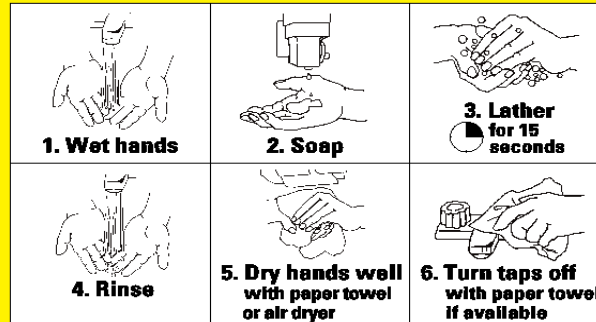 1. Wet hands
2. Soap
3. Lather
for 15
seconds
4. Rinse
5. Dry hands well
with paper towel
or air dryer
6. Turn taps off
with paper towel
if available